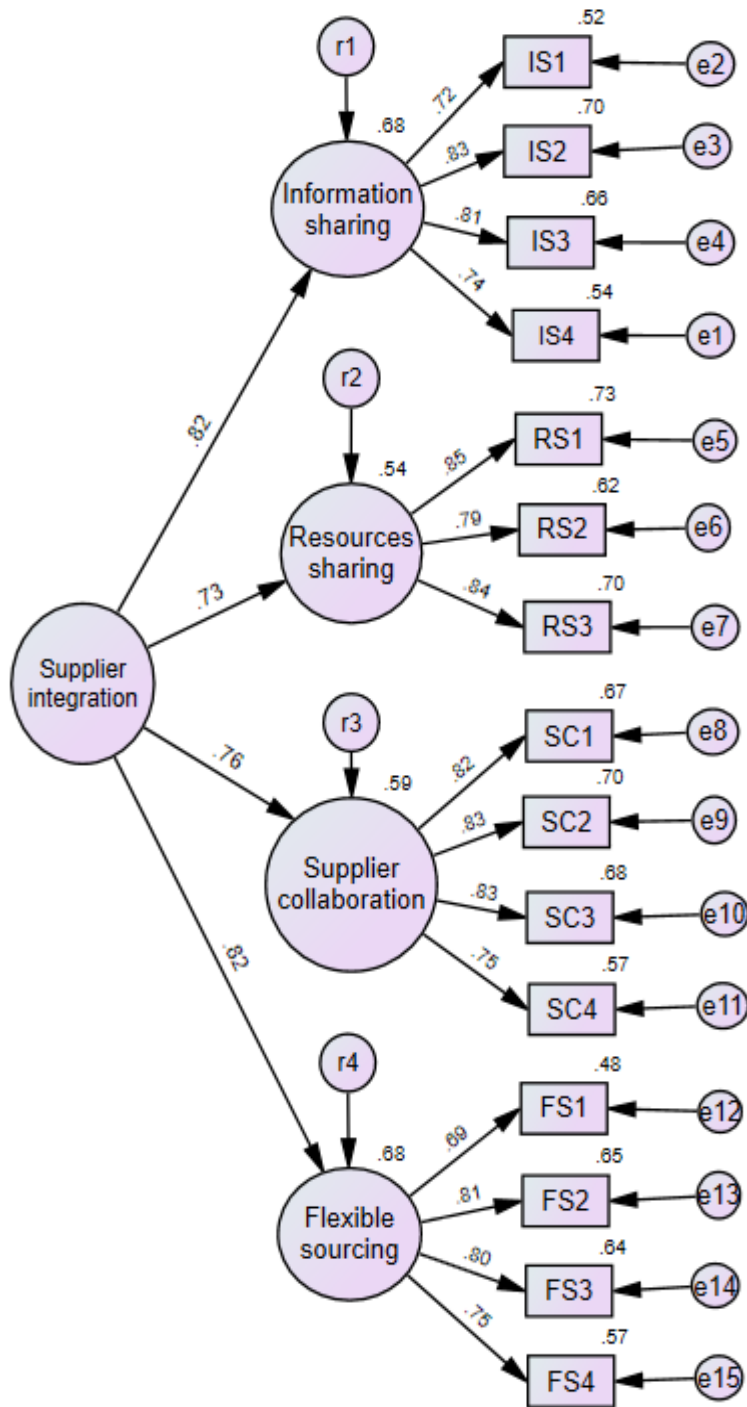 .52
r1
IS1
e2
.72
.68
.70
IS2
e3
.83
Information
sharing
.66
.81
IS3
e4
.74
.54
IS4
e1
r2
.82
.73
RS1
e5
.85
.54
.62
Resources
sharing
.79
RS2
e6
.84
.70
RS3
e7
.73
Supplier
integration
.67
r3
SC1
e8
.82
.76
.59
.70
SC2
e9
.83
Supplier
collaboration
.68
.83
SC3
e10
.75
.57
SC4
e11
.82
r4
.48
FS1
e12
.69
.68
.65
Flexible
sourcing
.81
FS2
e13
.80
.64
FS3
e14
.75
.57
FS4
e15